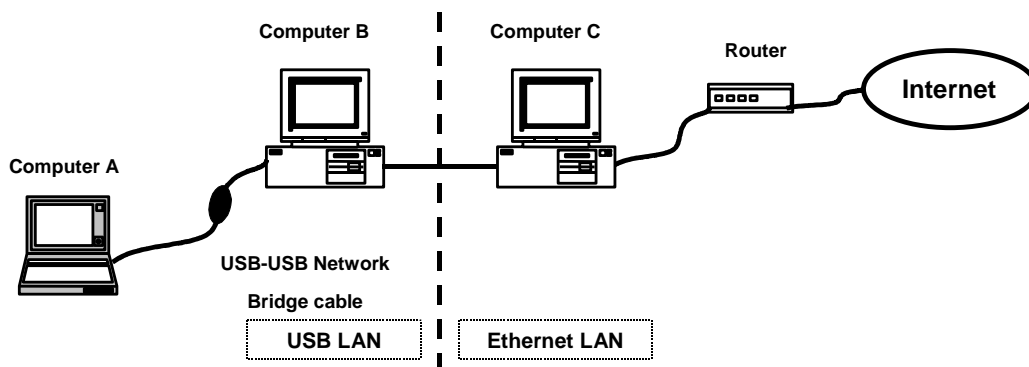 Computer B
Computer C
Router
Internet
Computer A
USB-USB Network
Bridge cable
USB LAN
Ethernet LAN